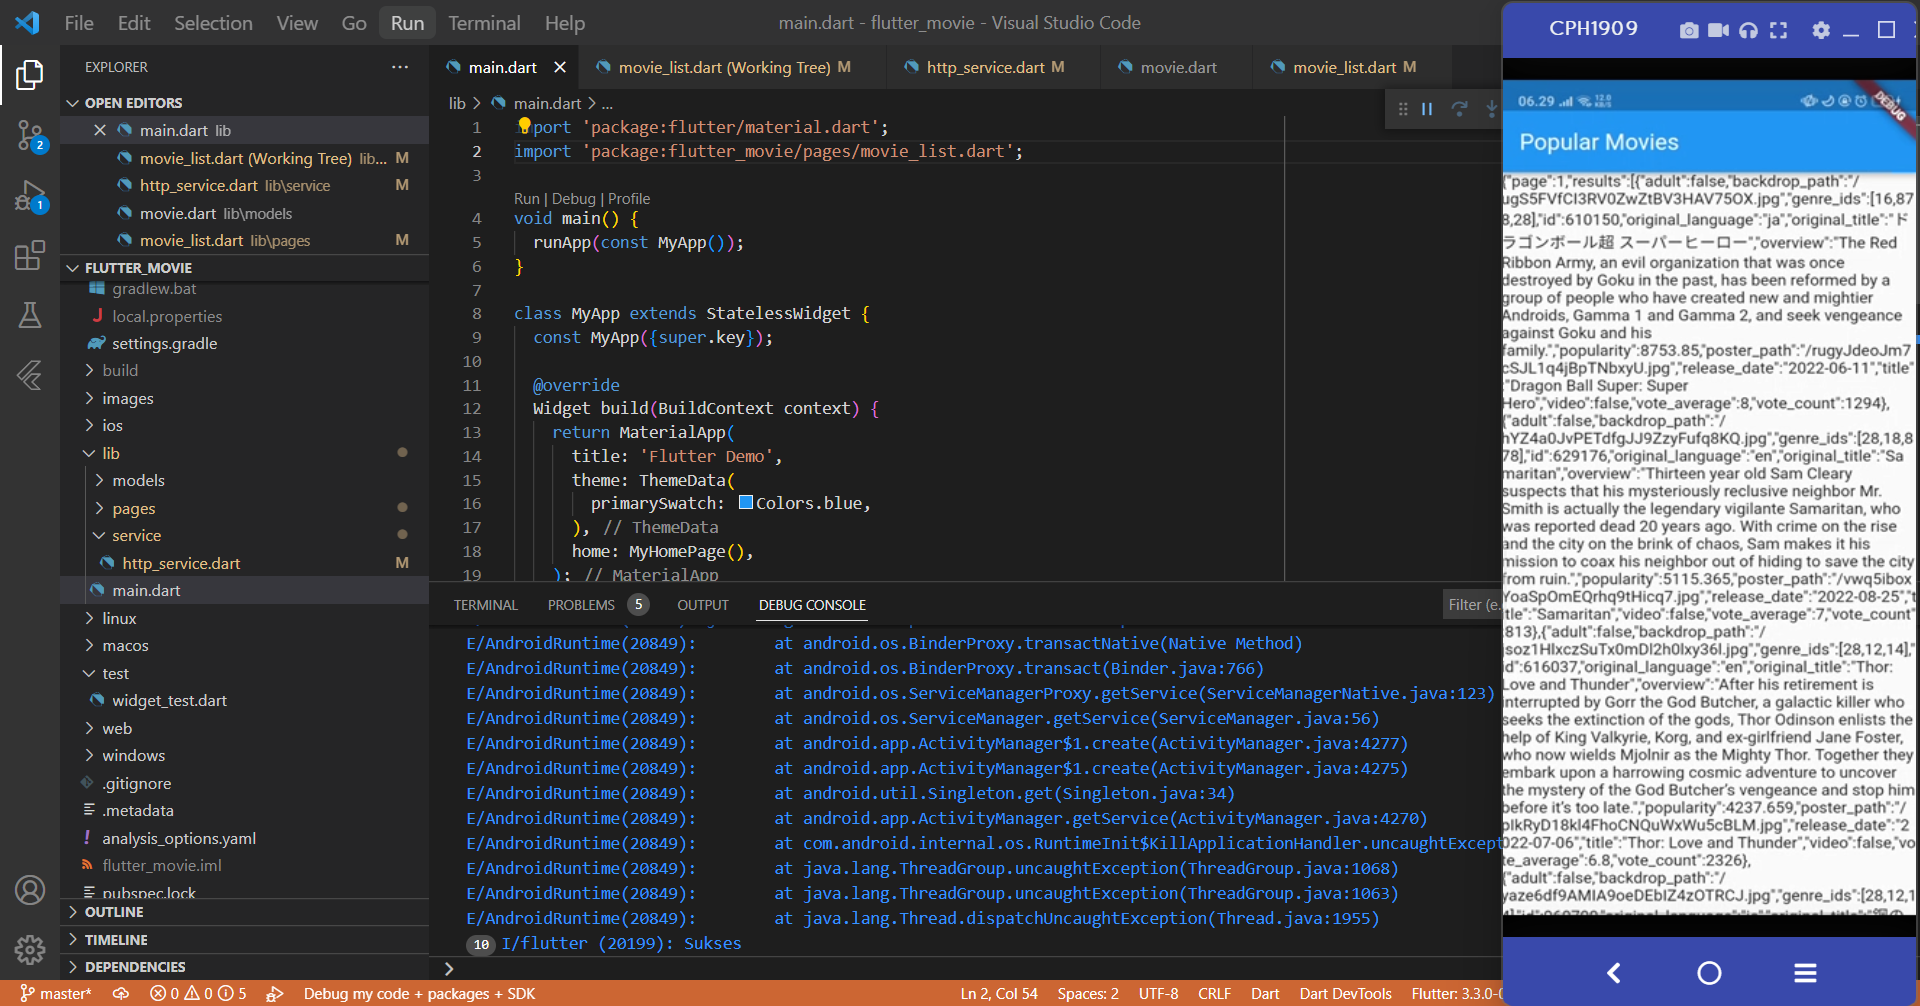 File Edit Selection View Go Run Terminal Help
main.dart - flutter_movie - Visual Studio Code
EXPLORER
OPEN EDITORS
main.dart lib
movie_list.dart (Working Tree) lib... M
http_service.dart lib\service M
movie.dart lib\models
movie_list.dart lib\pages M
FLUTTER_MOVIE
gradlew.bat
local.properties
settings.gradle
build
images
ios
lib
models
pages
service
http_service.dart M
main.dart
linux
macos
test
widget_test.dart
web
windows
.gitignore
.metadata
analysis_options.yaml
flutter_movie.iml
pubspec.lock
OUTLINE
TIMELINE
DEPENDENCIES
2
1
main.dart
movie_list.dart (Working Tree) M
http_service.dart M
movie.dart
movie_list.dart M
lib > main.dart > ...
1 import 'package:flutter/material.dart';
2 import 'package:flutter_movie/pages/movie_list.dart';
3
Run | Debug | Profile
4 void main() {
5 runApp(const MyApp());
6 }
7
8 class MyApp extends StatelessWidget {
9 const MyApp({super.key});
10
11 @override
12 Widget build(BuildContext context) {
13 return MaterialApp(
14 title: 'Flutter Demo',
15 theme: ThemeData(
16 primarySwatch: Colors.blue,
17 ), // ThemeData
18 home: MyHomePage(),
19 ); // MaterialApp
TERMINAL PROBLEMS 5 OUTPUT DEBUG CONSOLE
Filter (e.
E/AndroidRuntime(20849): at android.os.BinderProxy.transactNative(Native Method)
E/AndroidRuntime(20849): at android.os.BinderProxy.transact(Binder.java:766)
E/AndroidRuntime(20849): at android.os.ServiceManagerProxy.getService(ServiceManagerNative.java:123)
E/AndroidRuntime(20849): at android.os.ServiceManager.getService(ServiceManager.java:56)
E/AndroidRuntime(20849): at android.app.ActivityManager$1.create(ActivityManager.java:4277)
E/AndroidRuntime(20849): at android.app.ActivityManager$1.create(ActivityManager.java:4275)
E/AndroidRuntime(20849): at android.util.Singleton.get(Singleton.java:34)
E/AndroidRuntime(20849): at android.app.ActivityManager.getService(ActivityManager.java:4270)
E/AndroidRuntime(20849): at com.android.internal.os.RuntimeInit$KillApplicationHandler.uncaughtExcept
E/AndroidRuntime(20849): at java.lang.ThreadGroup.uncaughtException(ThreadGroup.java:1068)
E/AndroidRuntime(20849): at java.lang.ThreadGroup.uncaughtException(ThreadGroup.java:1063)
E/AndroidRuntime(20849): at java.lang.Thread.dispatchUncaughtException(Thread.java:1955)
10 I/flutter (20199): Sukses
master* 0 0 5 Debug my code + packages + SDK
Ln 2, Col 54 Spaces: 2 UTF-8 CRLF Dart Dart DevTools Flutter: 3.3.0-0
CPH1909
06.29 12.0 KB/S
DEBUG
Popular Movies
{"page":1,"results":[{"adult":false,"backdrop_path":"/
ugS5FVfCI3RV0ZwZtBV3HAV75OX.jpg","genre_ids":[16,87
8,28],"id":610150,"original_language":"ja","original_title":"ド
ラゴンボール超 スーパーヒーロー","overview":"The Red
Ribbon Army, an evil organization that was once
destroyed by Goku in the past, has been reformed by a
group of people who have created new and mightier
Androids, Gamma 1 and Gamma 2, and seek vengeance
against Goku and his
family.","popularity":8753.85,"poster_path":"/rugyJdeoJm7
cSJL1q4jBpTNbxyU.jpg","release_date":"2022-06-11","title"
:"Dragon Ball Super: Super
Hero","video":false,"vote_average":8,"vote_count":1294},
{"adult":false,"backdrop_path":"/
hYZ4a0JvPETdfgJJ9ZzyFufq8KQ.jpg","genre_ids":[28,18,8
78],"id":629176,"original_language":"en","original_title":"Sa
maritan","overview":"Thirteen year old Sam Cleary
suspects that his mysteriously reclusive neighbor Mr.
Smith is actually the legendary vigilante Samaritan, who
was reported dead 20 years ago. With crime on the rise
and the city on the brink of chaos, Sam makes it his
mission to coax his neighbor out of hiding to save the city
from ruin.","popularity":5115.365,"poster_path":"/vwq5ibox
YoaSpOmEQrhq9tHicq7.jpg","release_date":"2022-08-25","t
itle":"Samaritan","video":false,"vote_average":7,"vote_count"
:813},{"adult":false,"backdrop_path":"/
jsoz1HlxczSuTx0mDl2h0lxy36l.jpg","genre_ids":[28,12,14],"
id":616037,"original_language":"en","original_title":"Thor:
Love and Thunder","overview":"After his retirement is
interrupted by Gorr the God Butcher, a galactic killer who
seeks the extinction of the gods, Thor Odinson enlists the
help of King Valkyrie, Korg, and ex-girlfriend Jane Foster,
who now wields Mjolnir as the Mighty Thor. Together they
embark upon a harrowing cosmic adventure to uncover
the mystery of the God Butcher's vengeance and stop him
before it's too late.","popularity":4237.659,"poster_path":"/
pIkRyD18kl4FhoCNQuWxWu5cBLM.jpg","release_date":"2
022-07-06","title":"Thor: Love and Thunder","video":false,"vo
te_average":6.8,"vote_count":2326},
{"adult":false,"backdrop_path":"/
yaze6df9AMIA9oeDEbIZ4zOTRCJ.jpg","genre_ids":[28,12,1